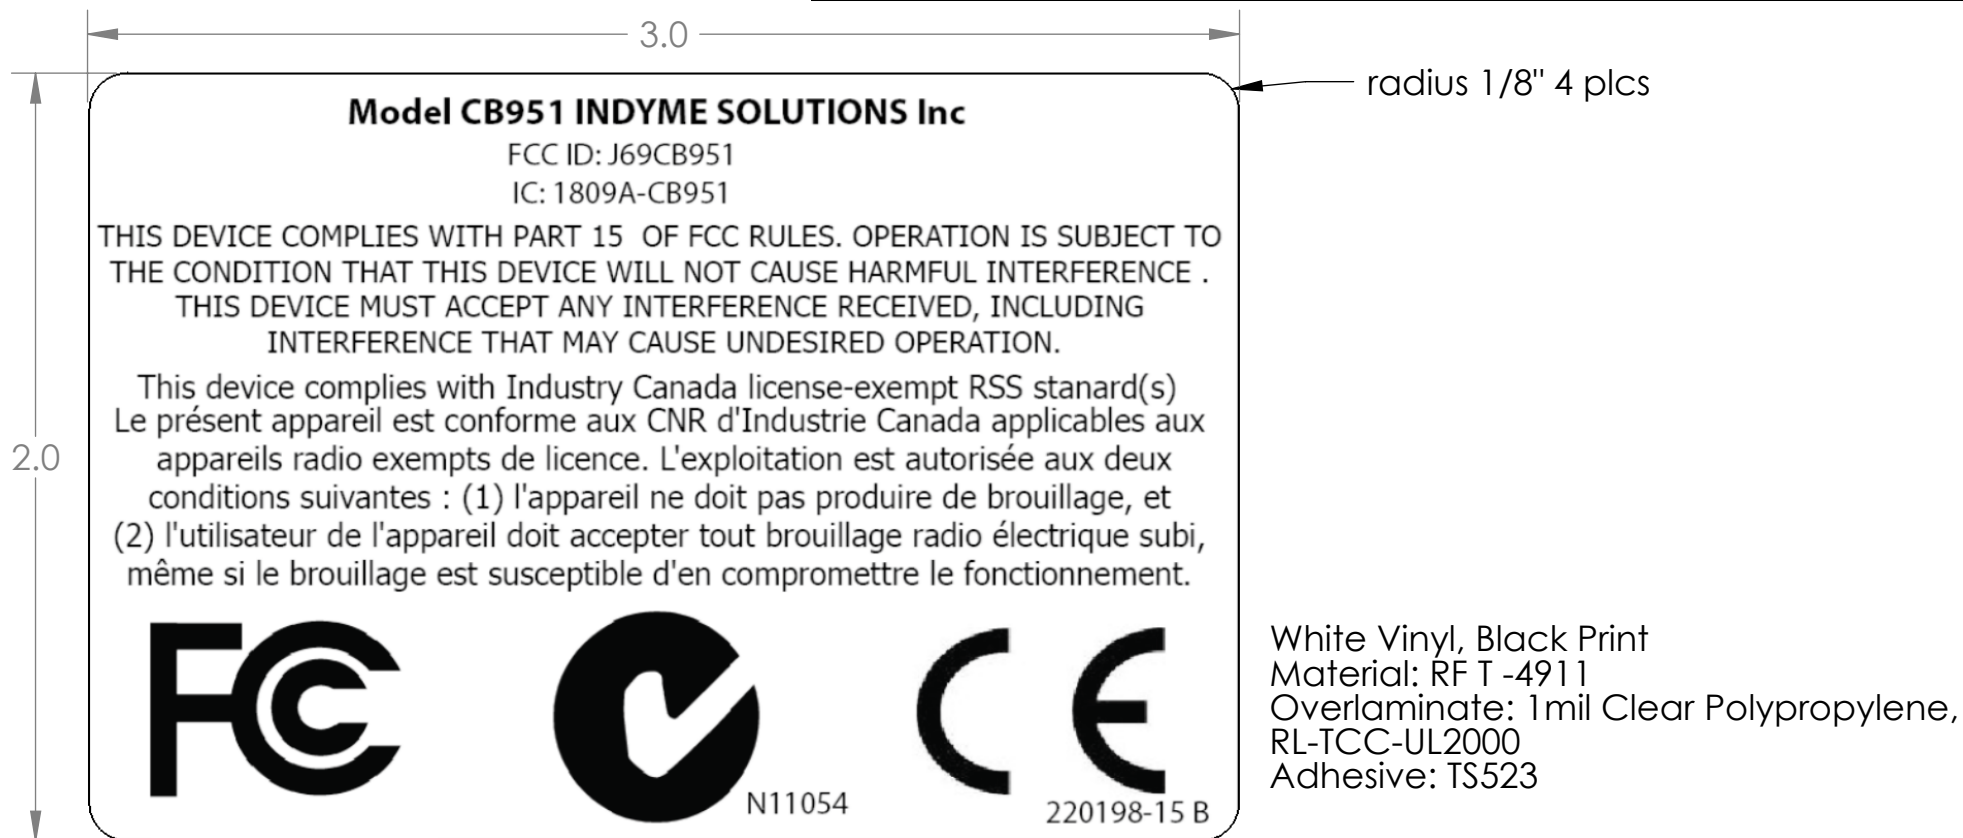 3.0
radius 1/8" 4 plcs
Model CB951 INDYME SOLUTIONS Inc
FCC ID: J69CB951
IC: 1809A-CB951
THIS DEVICE COMPLIES WITH PART 15  OF FCC RULES. OPERATION IS SUBJECT TO
THE CONDITION THAT THIS DEVICE WILL NOT CAUSE HARMFUL INTERFERENCE .
THIS DEVICE MUST ACCEPT ANY INTERFERENCE RECEIVED, INCLUDING
INTERFERENCE THAT MAY CAUSE UNDESIRED OPERATION.
This device complies with Industry Canada license-exempt RSS stanard(s)
Le présent appareil est conforme aux CNR d'Industrie Canada applicables aux
appareils radio exempts de licence. L'exploitation est autorisée aux deux
conditions suivantes : (1) l'appareil ne doit pas produire de brouillage, et
(2) l'utilisateur de l'appareil doit accepter tout brouillage radio électrique subi,
même si le brouillage est susceptible d'en compromettre le fonctionnement.
2.0
FCC
CE
N11054
220198-15 B
White Vinyl, Black Print
Material: RF T -4911
Overlaminate: 1mil Clear Polypropylene,
RL-TCC-UL2000
Adhesive: TS523